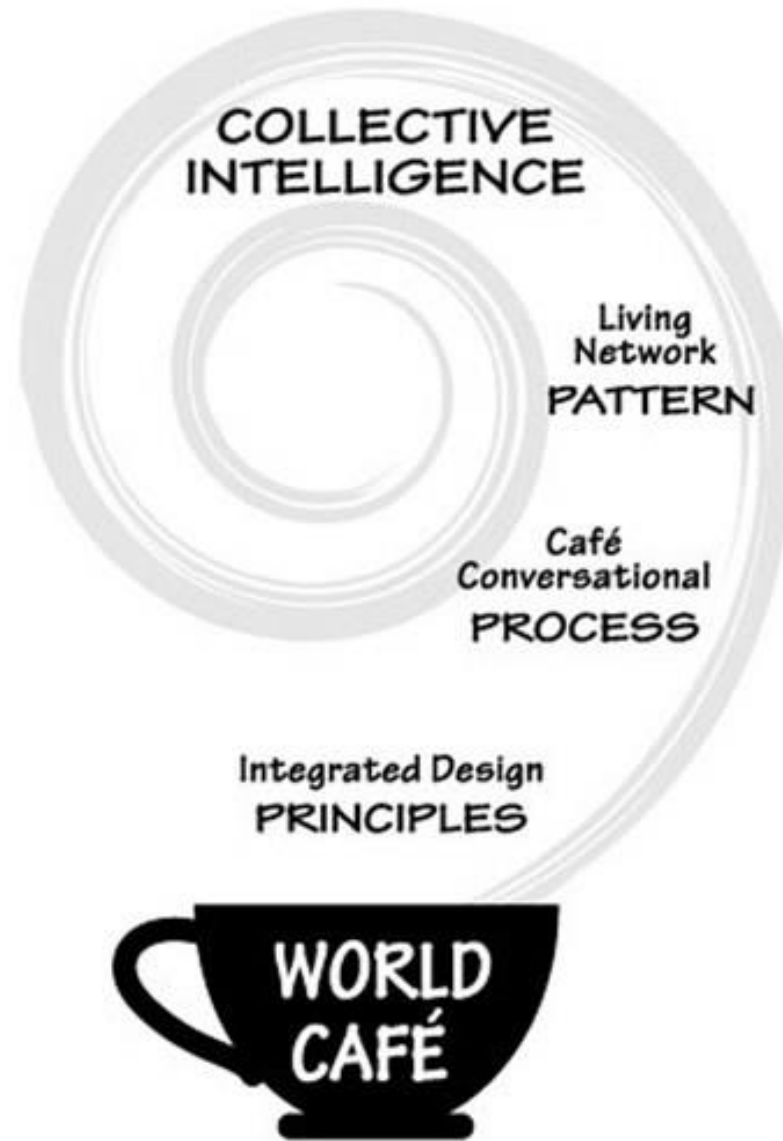 COLLECTIVE
INTELLIGENCE
Living
Network
PATTERN
Café
Conversational
PROCESS
Integrated Design
PRINCIPLES
WORLD
CAFÉ